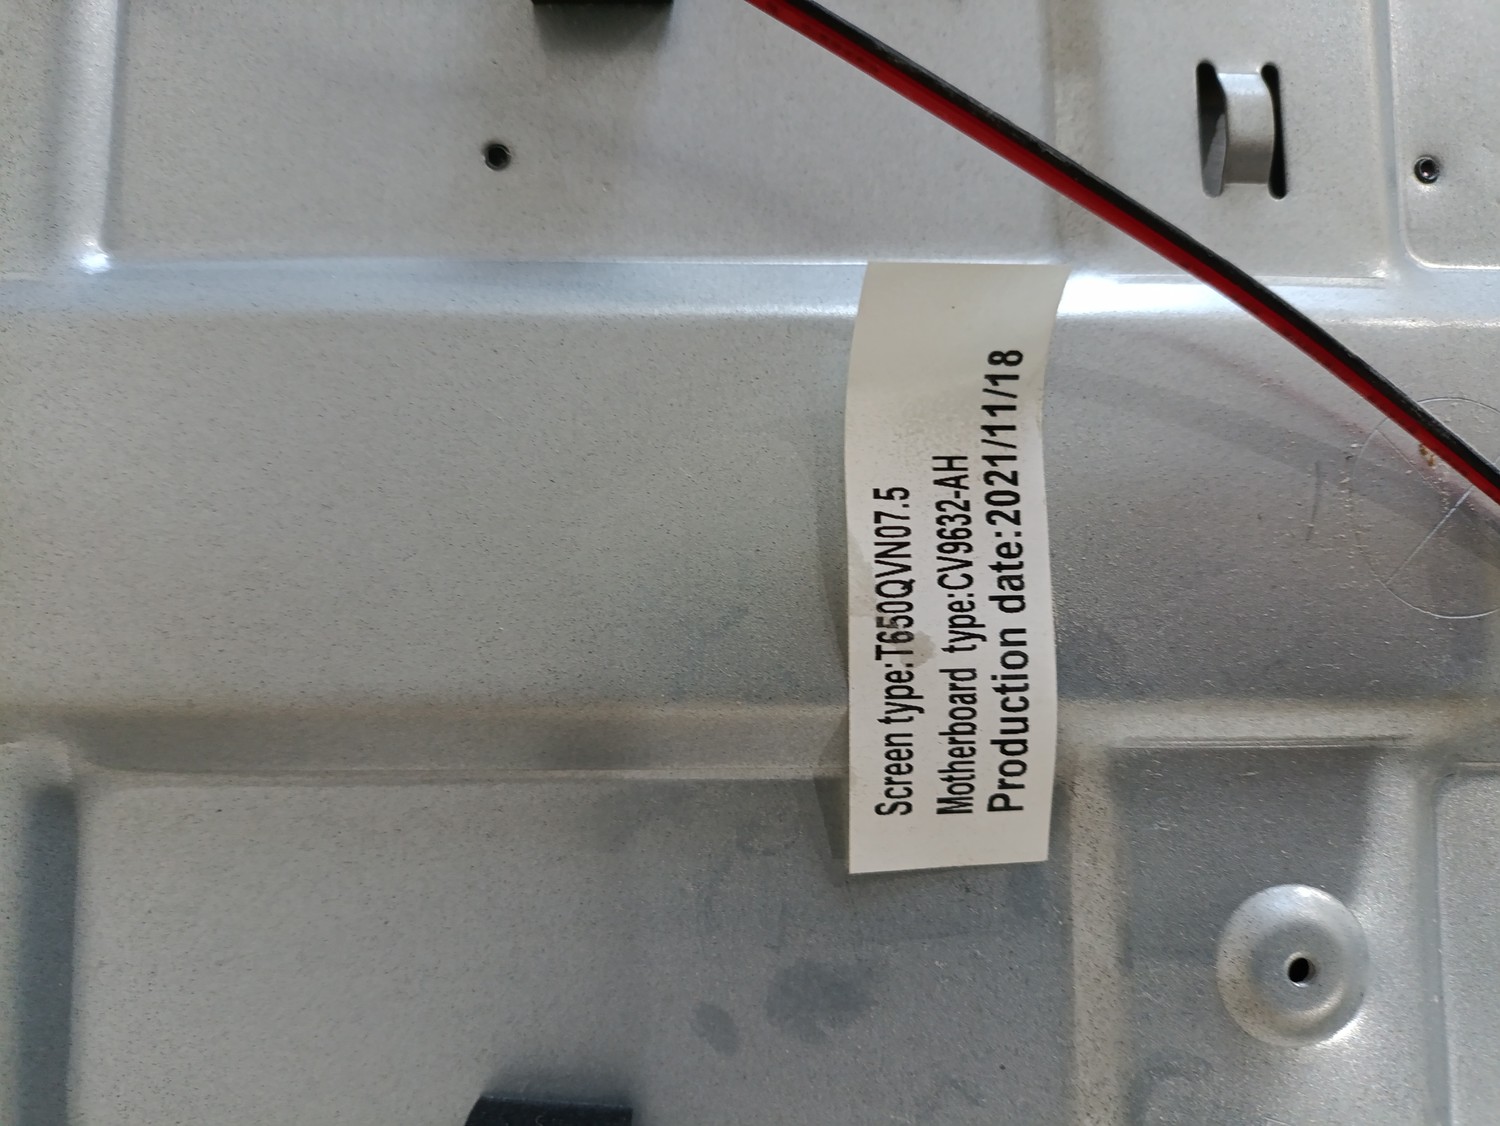 Screen type:T650QVN07.5
Motherboard type:CV9632-AH
Production date:2021/11/18